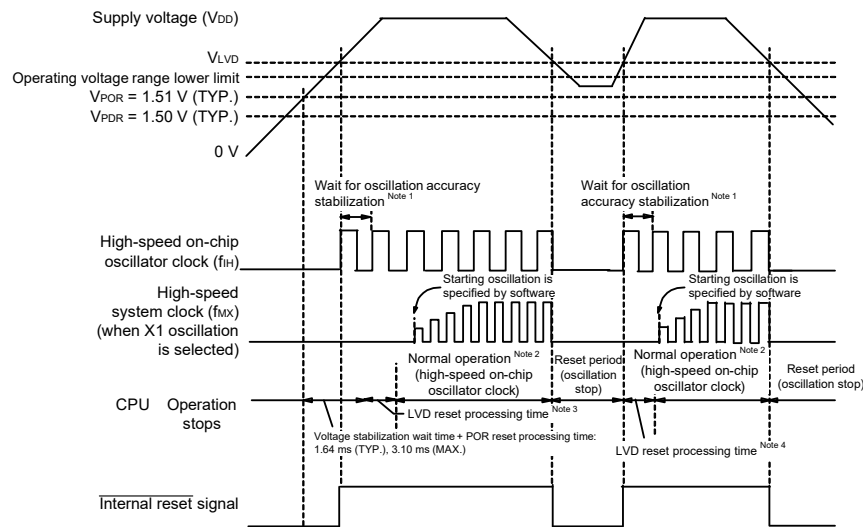 Supply voltage (VDD)
VLVD
Operating voltage range lower limit
VPOR = 1.51 V (TYP.)
VPDR = 1.50 V (TYP.)
0 V
Wait for oscillation accuracy
stabilization Note 1
Wait for oscillation
accuracy stabilization Note 1
High-speed on-chip
oscillator clock (fIH)
Starting oscillation is
specified by software
Starting oscillation is
specified by software
High-speed
system clock (fMX)
(when X1 oscillation
is selected)
Normal operation Note 2
(high-speed on-chip
oscillator clock)
Reset period
(oscillation
stop)
Normal operation Note 2
(high-speed on-chip
oscillator clock)
Reset period
(oscillation stop)
CPU Operation
stops
LVD reset processing time Note 3
Voltage stabilization wait time + POR reset processing time:
1.64 ms (TYP.), 3.10 ms (MAX.)
LVD reset processing time Note 4
Internal reset signal